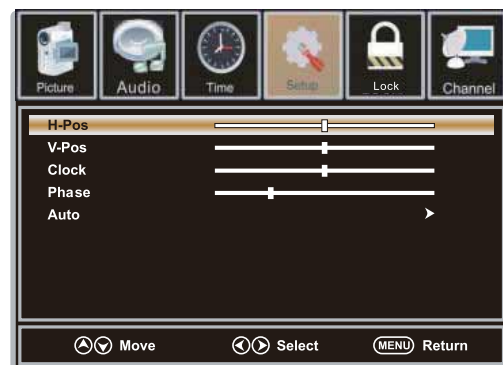 Picture Audio Time Setup Lock Channel
H-Pos
V-Pos
Clock
Phase
Auto
Move Select MENU Return